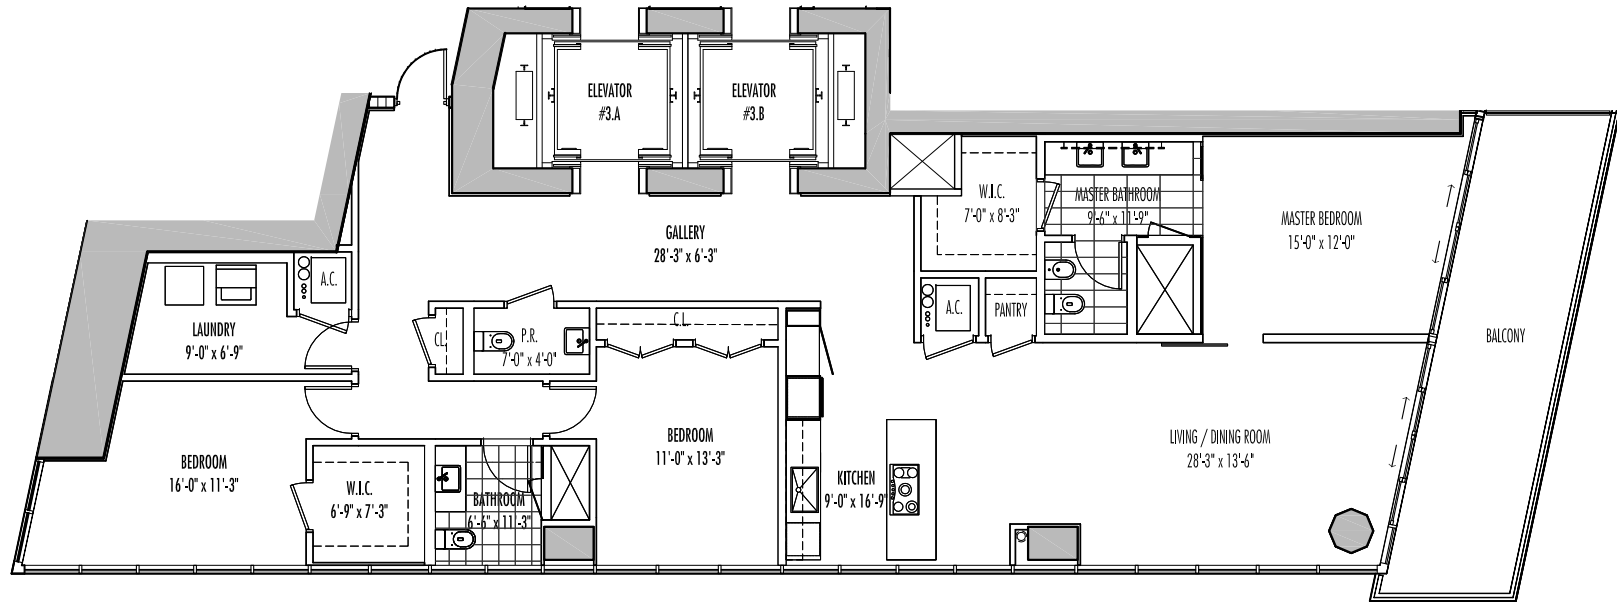 ELEVATOR
#3.A
ELEVATOR
#3.B
W.I.C.
7'-0" x 8'-3"
MASTER BATHROOM
9'-6" x 11'-9"
MASTER BEDROOM
15'-0" x 12'-0"
GALLERY
28'-3" x 6'-3"
A.C.
LAUNDRY
9'-0" x 6'-9"
CL.
P.R.
7'-0" x 4'-0"
C.L.
A.C.
PANTRY
BALCONY
BEDROOM
16'-0" x 11'-3"
W.I.C.
6'-9" x 7'-3"
BATHROOM
6'-6" x 11'-3"
BEDROOM
11'-0" x 13'-3"
KITCHEN
9'-0" x 16'-9"
LIVING / DINING ROOM
28'-3" x 13'-6"